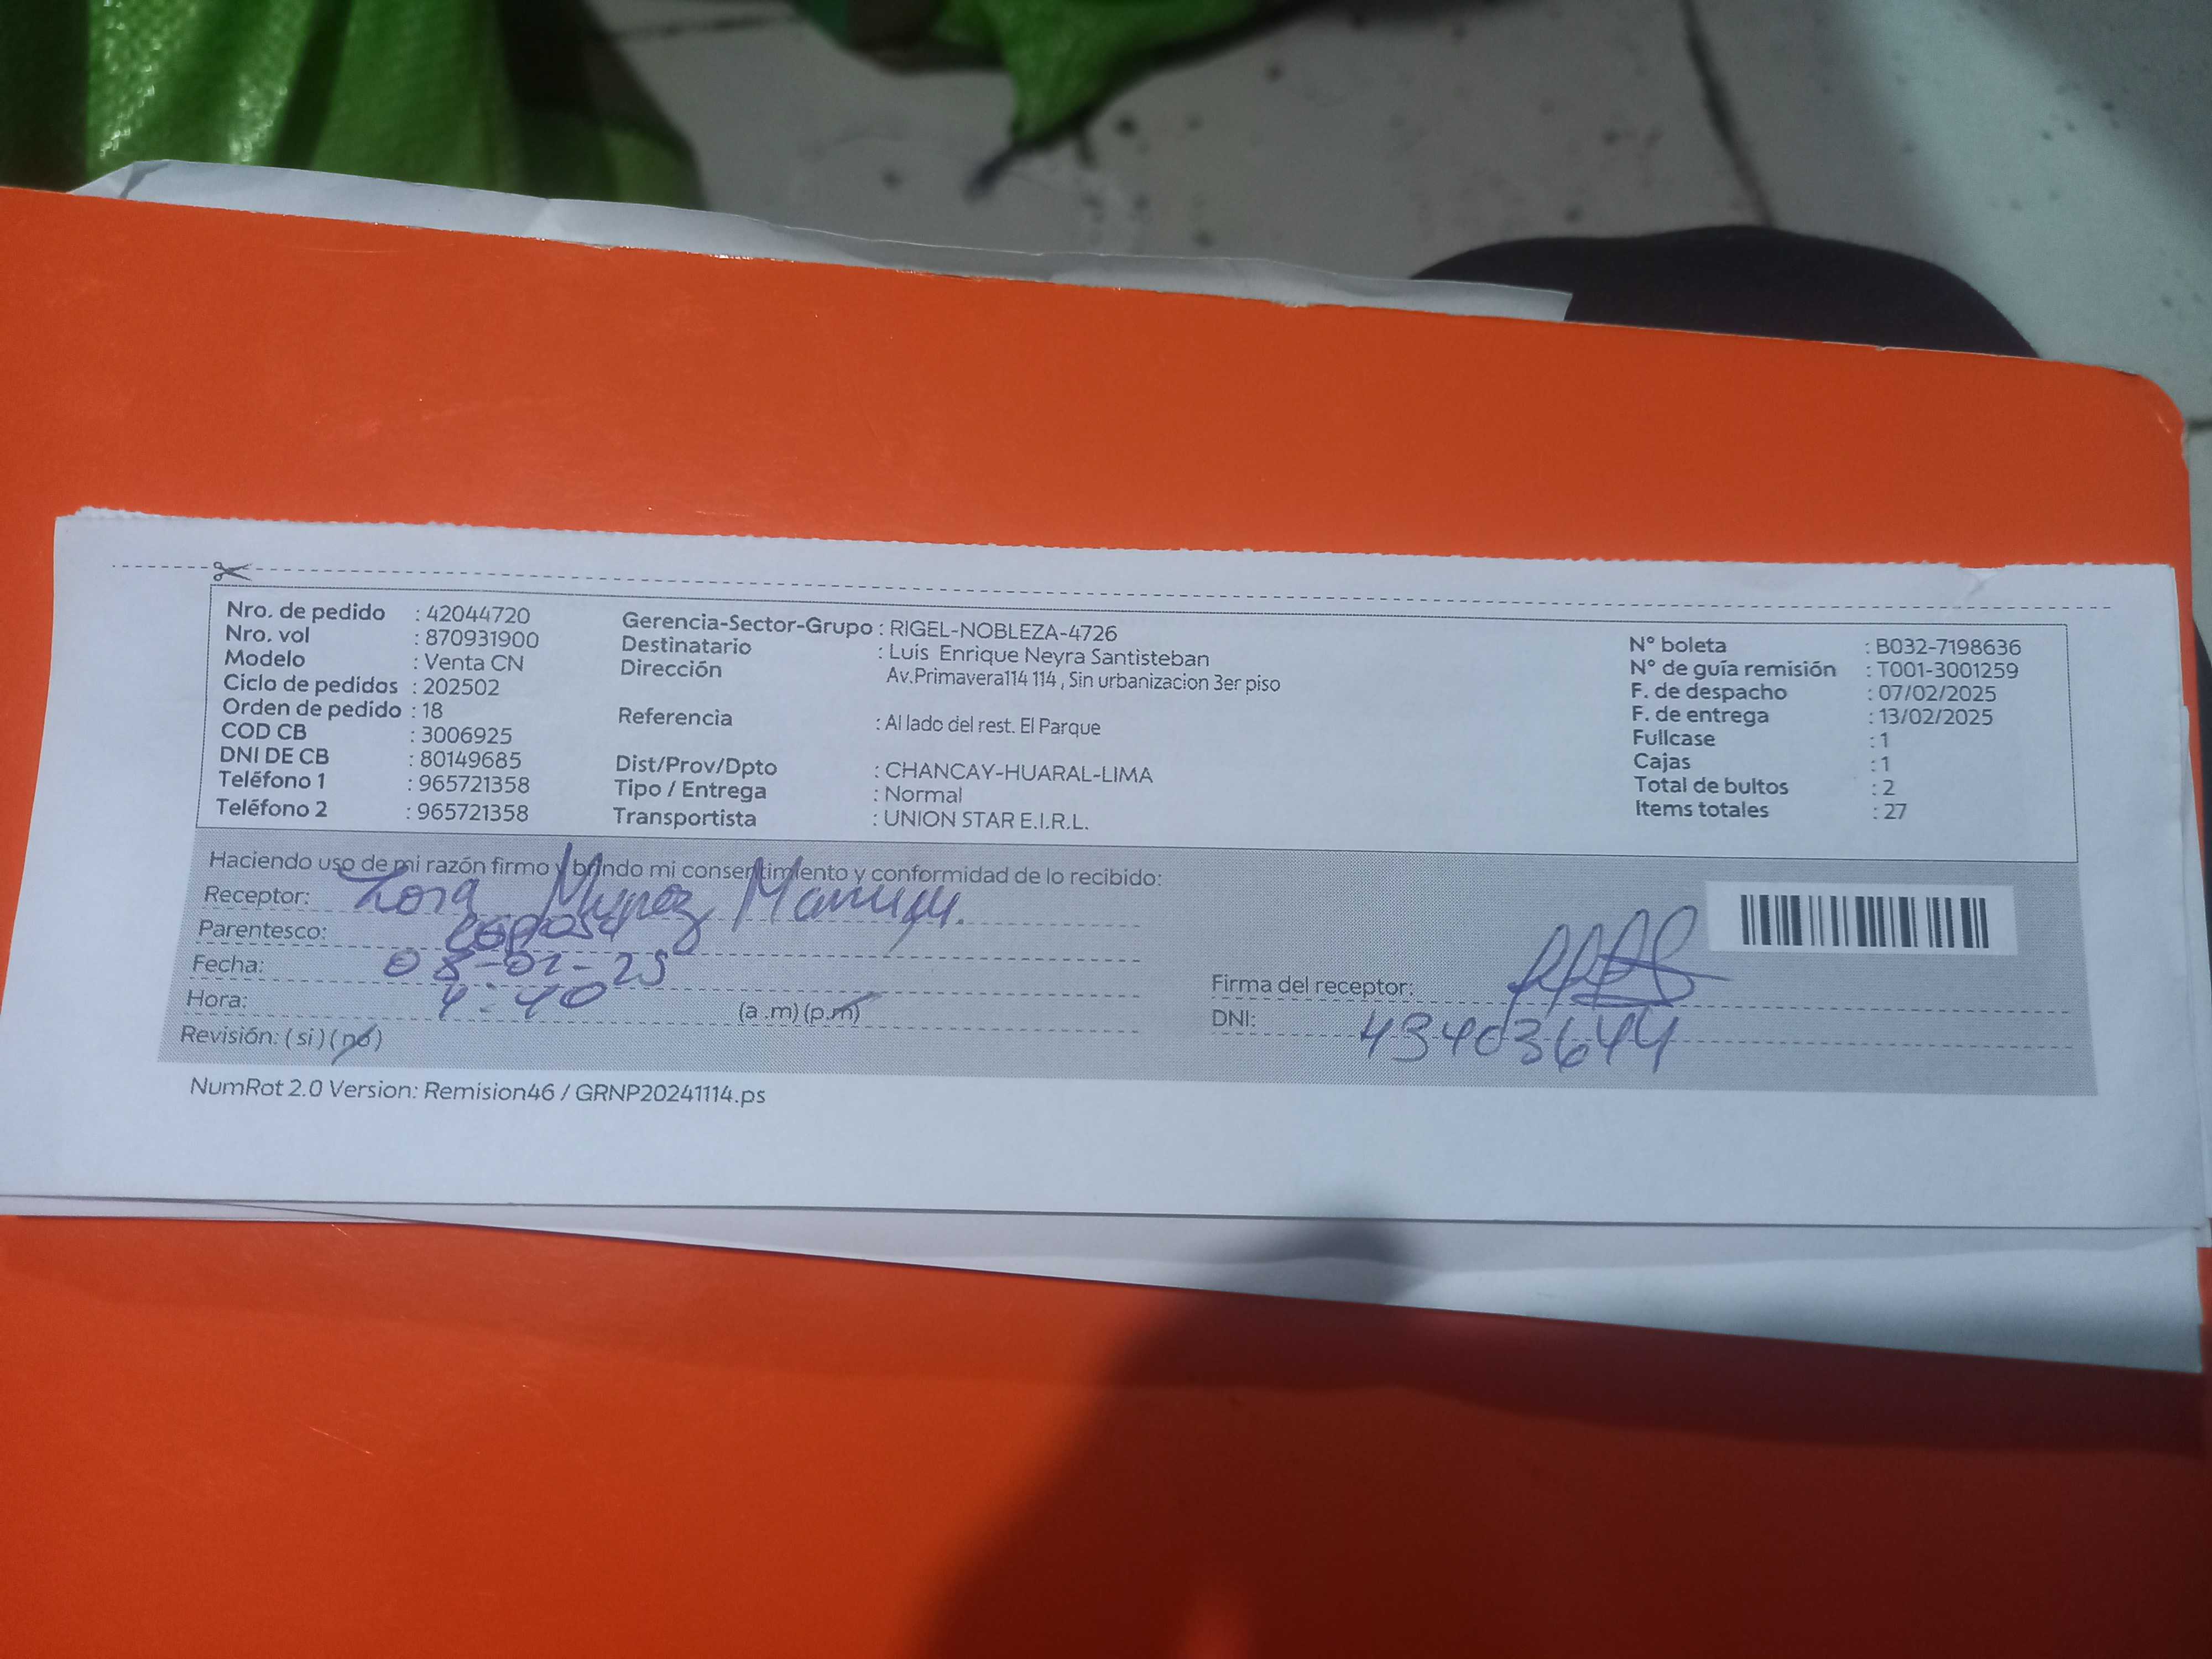 Nro. de pedido : 42044720
Nro. vol : 870931900
Modelo : Venta CN
Ciclo de pedidos : 202502
Orden de pedido : 18
COD CB : 3006925
DNI DE CB : 80149685
Teléfono 1 : 965721358
Teléfono 2 : 965721358
Gerencia-Sector-Grupo : RIGEL-NOBLEZA-4726
Destinatario : Luis Enrique Neyra Santisteban
Dirección Av.Primavera114 114 , Sin urbanizacion 3er piso
Referencia : Al lado del rest. El Parque
Dist/Prov/Dpto : CHANCAY-HUARAL-LIMA
Tipo / Entrega : Normal
Transportista : UNION STAR E.I.R.L.
N° boleta : B032-7198636
N° de guía remisión : T001-3001259
F. de despacho : 07/02/2025
F. de entrega : 13/02/2025
Fullcase : 1
Cajas : 1
Total de bultos : 2
Items totales : 27
Haciendo uso de mi razón firmo y brindo mi consentimiento y conformidad de lo recibido:
Receptor:
Parentesco: esposa
Fecha: 08-02-25
Hora: 4:40 (a .m) (p.m)
Revisión: ( si ) ( no )
Firma del receptor:
DNI: 43403644
NumRot 2.0 Version: Remision46 / GRNP20241114.ps